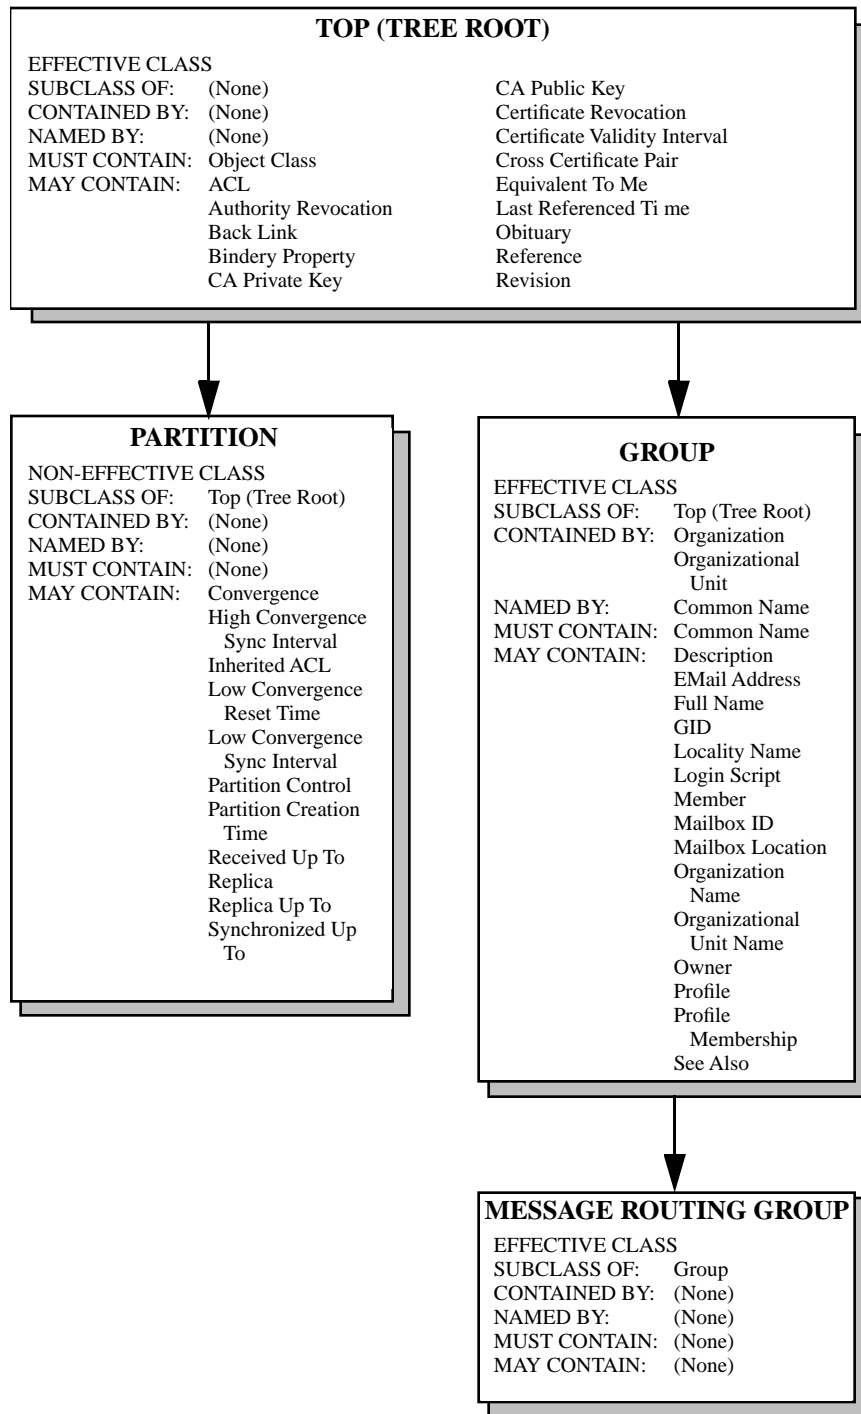 TOP (TREE ROOT)
EFFECTIVE CLASS
SUBCLASS OF: (None)
CONTAINED BY: (None)
NAMED BY: (None)
MUST CONTAIN: Object Class
MAY CONTAIN: ACL
Authority Revocation
Back Link
Bindery Property
CA Private Key
CA Public Key
Certificate Revocation
Certificate Validity Interval
Cross Certificate Pair
Equivalent To Me
Last Referenced Ti me
Obituary
Reference
Revision
PARTITION
NON-EFFECTIVE CLASS
SUBCLASS OF: Top (Tree Root)
CONTAINED BY: (None)
NAMED BY: (None)
MUST CONTAIN: (None)
MAY CONTAIN: Convergence
High Convergence
Sync Interval
Inherited ACL
Low Convergence
Reset Time
Low Convergence
Sync Interval
Partition Control
Partition Creation
Time
Received Up To
Replica
Replica Up To
Synchronized Up
To
GROUP
EFFECTIVE CLASS
SUBCLASS OF: Top (Tree Root)
CONTAINED BY: Organization
Organizational
Unit
NAMED BY: Common Name
MUST CONTAIN: Common Name
MAY CONTAIN: Description
EMail Address
Full Name
GID
Locality Name
Login Script
Member
Mailbox ID
Mailbox Location
Organization
Name
Organizational
Unit Name
Owner
Profile
Profile
Membership
See Also
MESSAGE ROUTING GROUP
EFFECTIVE CLASS
SUBCLASS OF: Group
CONTAINED BY: (None)
NAMED BY: (None)
MUST CONTAIN: (None)
MAY CONTAIN: (None)